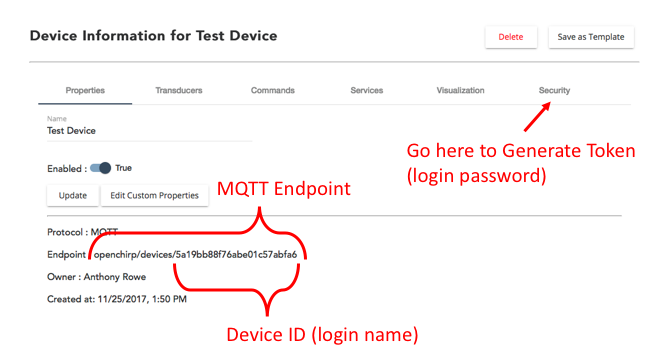 Device Information for Test Device
Delete
Save as Template
Properties
Transducers
Commands
Services
Visualization
Security
Name
Test Device
Go here to Generate Token
(login password)
Enabled : True
Update
Edit Custom Properties
MQTT Endpoint
Protocol : MQTT
Endpoint : openchirp/devices/5a19bb88f76abe01c57abfa6
Owner : Anthony Rowe
Created at: 11/25/2017, 1:50 PM
Device ID (login name)